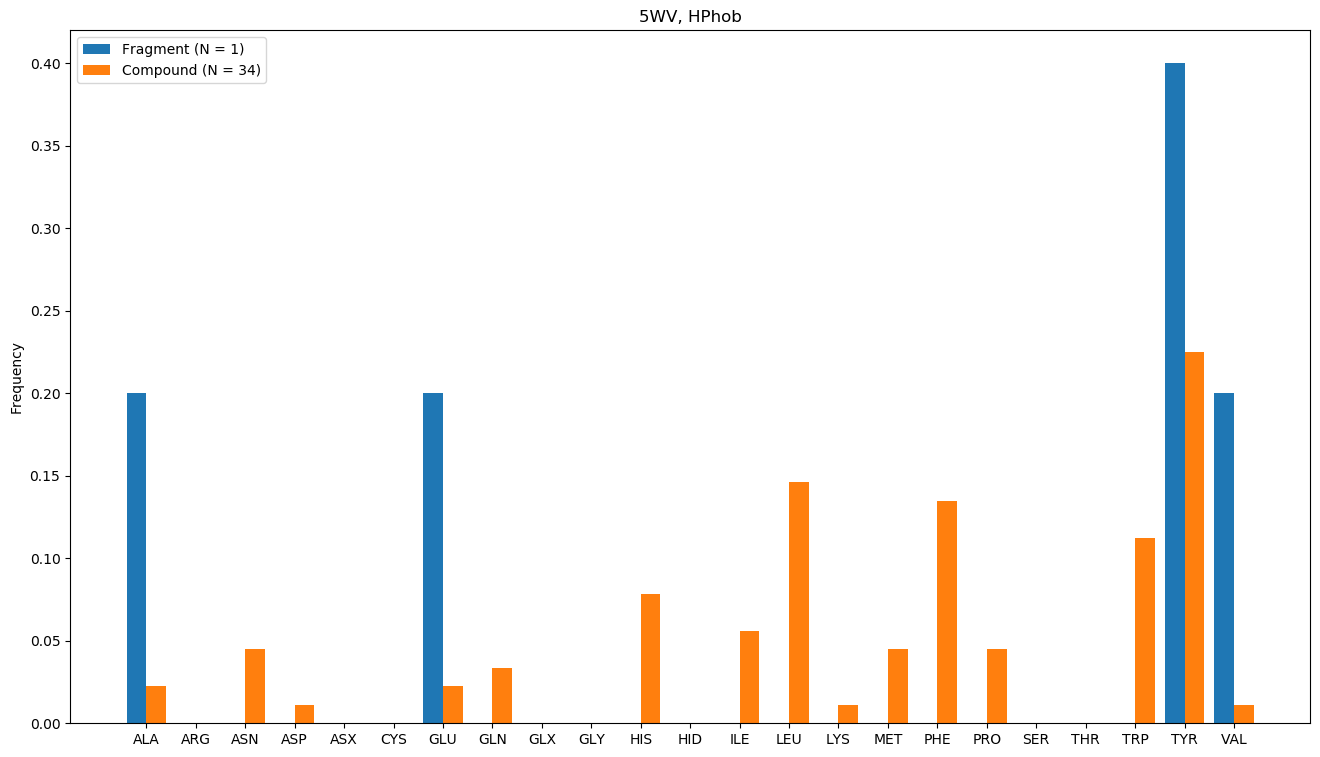 5WV, HPhob
Fragment (N = 1)
Compound (N = 34)
Frequency
0.40
0.35
0.30
0.25
0.20
0.15
0.10
0.05
0.00
ALA ARG ASN ASP ASX CYS GLU GLN GLX GLY HIS HID ILE LEU LYS MET PHE PRO SER THR TRP TYR VAL